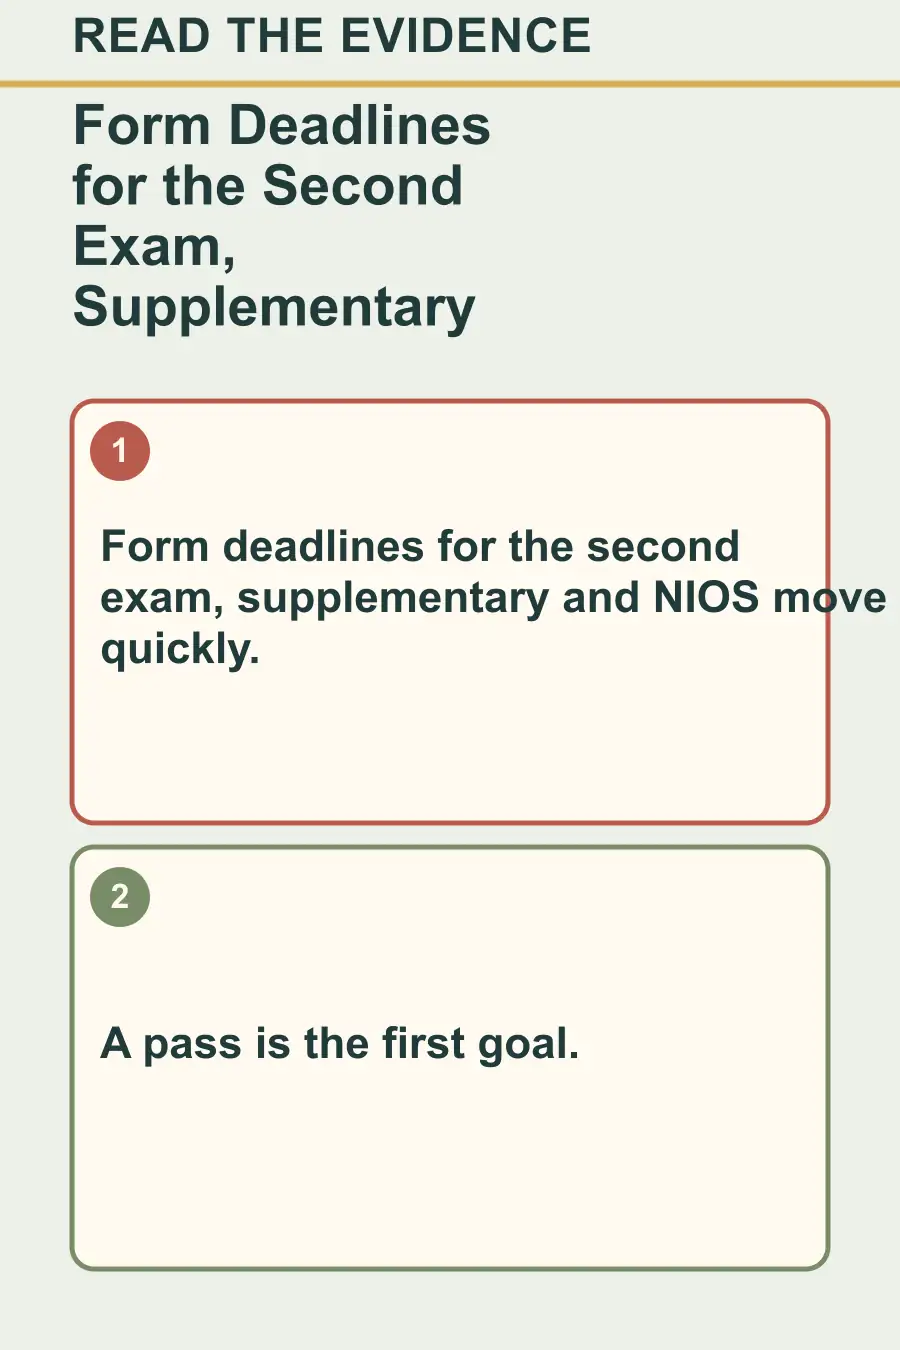 READ THE EVIDENCE
Form Deadlines
for the Second
Exam,
Supplementary
1
Form deadlines for the second
exam, supplementary and NIOS move
quickly.
2
A pass is the first goal.